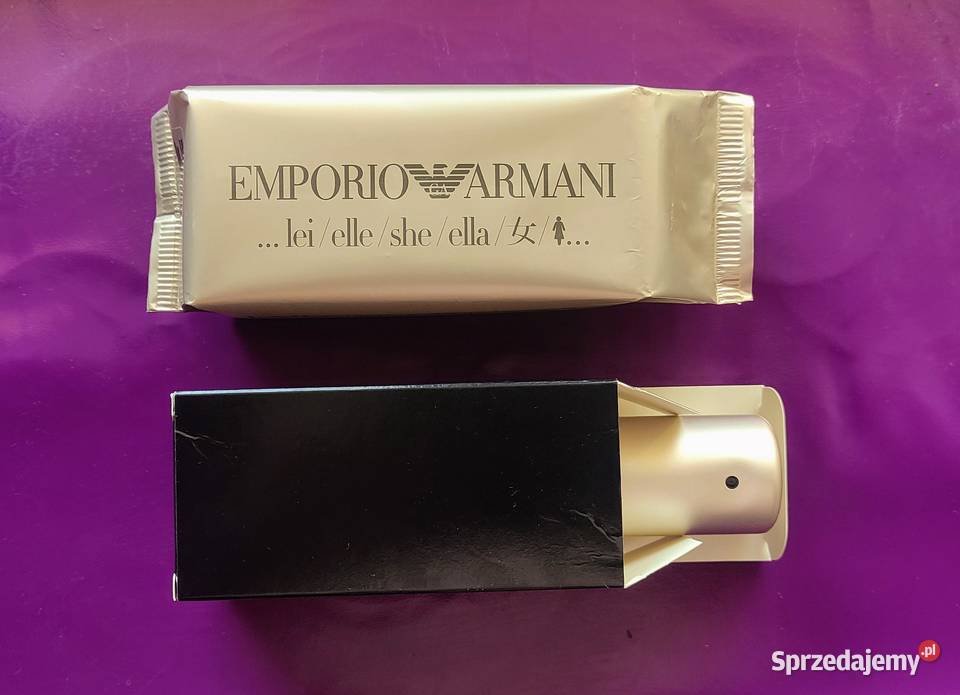 EMPORIO ARMANI
... lei/elle/she/ella/女/...
Sprzedajemy.pl